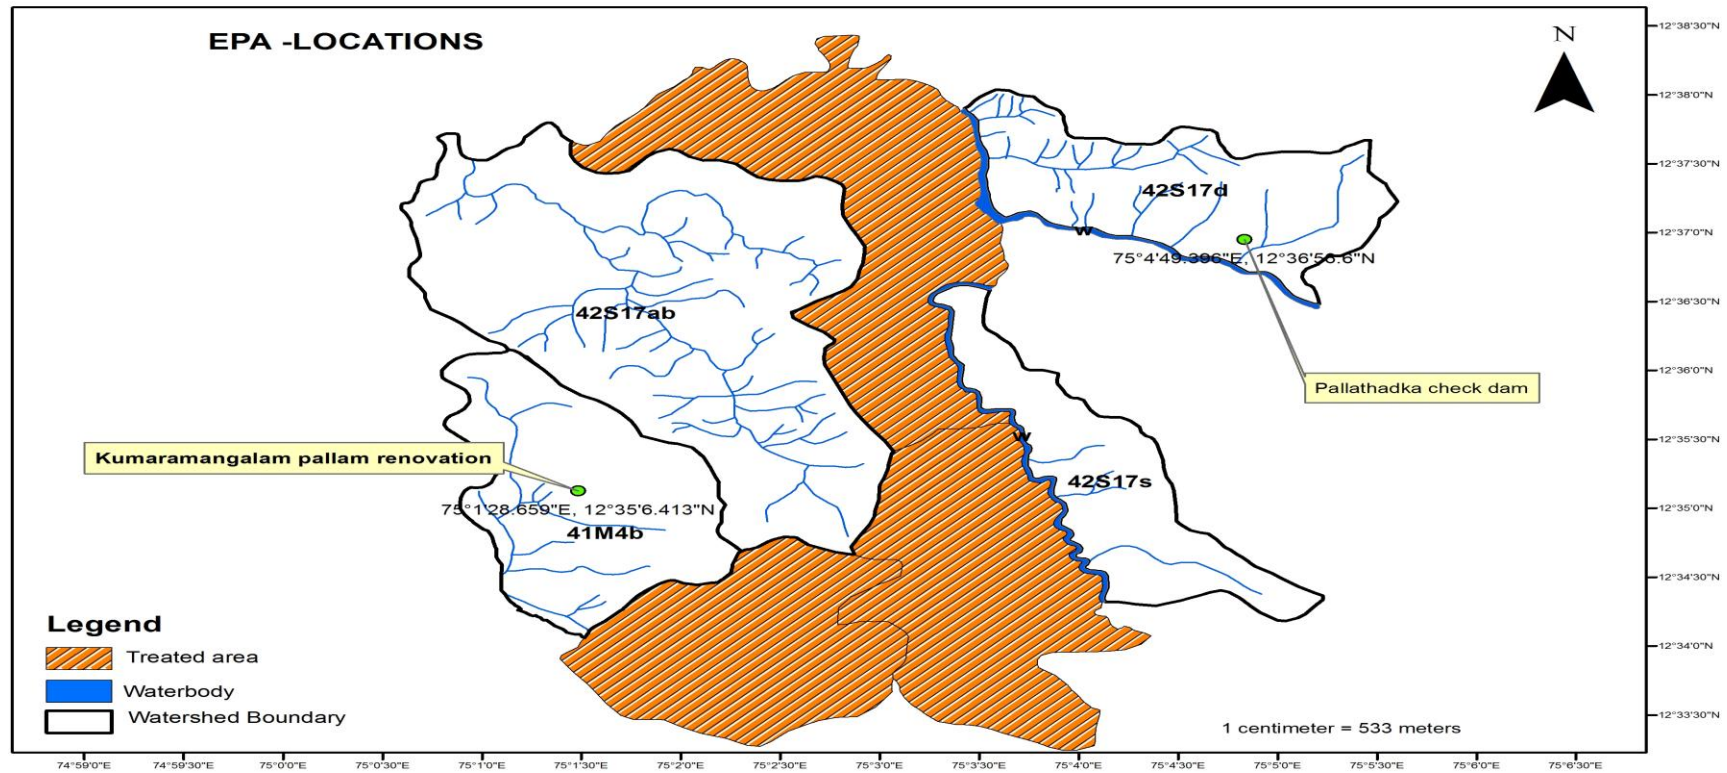 EPA -LOCATIONS
N
12°38'30"N
12°38'0"N
12°37'30"N
12°37'0"N
12°36'30"N
12°36'0"N
12°35'30"N
12°35'0"N
12°34'30"N
12°34'0"N
12°33'30"N
42S17d
w
75°4'49.396"E, 12°36'56.6"N
42S17ab
Pallathadka check dam
w
Kumaramangalam pallam renovation
42S17s
75°1'28.659"E, 12°35'6.413"N
41M4b
Legend
Treated area
Waterbody
Watershed Boundary
1 centimeter = 533 meters
74°59'0"E 74°59'30"E 75°0'0"E 75°0'30"E 75°1'0"E 75°1'30"E 75°2'0"E 75°2'30"E 75°3'0"E 75°3'30"E 75°4'0"E 75°4'30"E 75°5'0"E 75°5'30"E 75°6'0"E 75°6'30"E